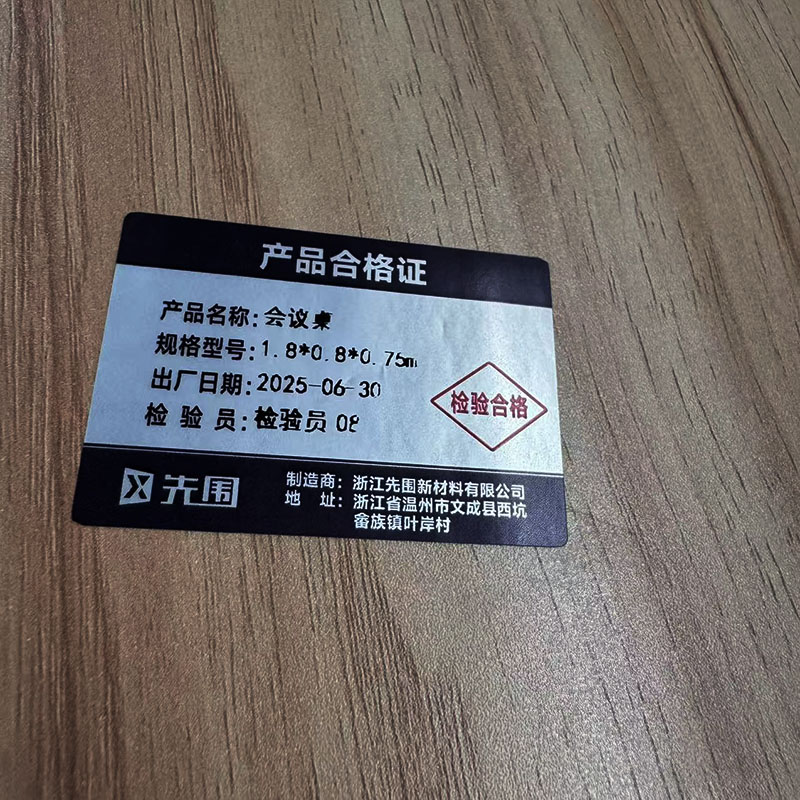 产品合格证
产品名称：会议桌
规格型号：1.8*0.8*0.75m
出厂日期：2025-06-30
检 验 员：检验员 08
检验合格
先围
制造商：浙江先围新材料有限公司
地 址：浙江省温州市文成县西坑
畲族镇叶岸村